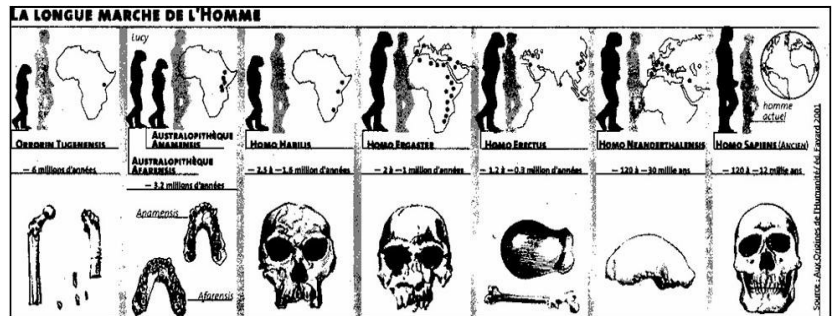 LA LONGUE MARCHE DE L'HOMME
Lucy
homme
actuel
ORRORIN TUGENENSIS
AUSTRALOPITHÈQUE
ANAMENSIS
AUSTRALOPITHÈQUE
AFARENSIS
HOMO HABILIS
HOMO ERGASTER
HOMO ERECTUS
HOMO NEANDERTHALENSIS
HOMO SAPIENS (ANCIEN)
– 6 millions d'années
– 3.2 millions d'années
– 2.5 à –1.6 million d'années
– 2 à –1 million d'années
– 1.2 à –0.3 million d'années
– 120 à –30 mille ans
– 120 à –12 mille ans
Anamensis
Afarensis
Source : Aux Origines de l'Humanité/ éd. Fayard 2001